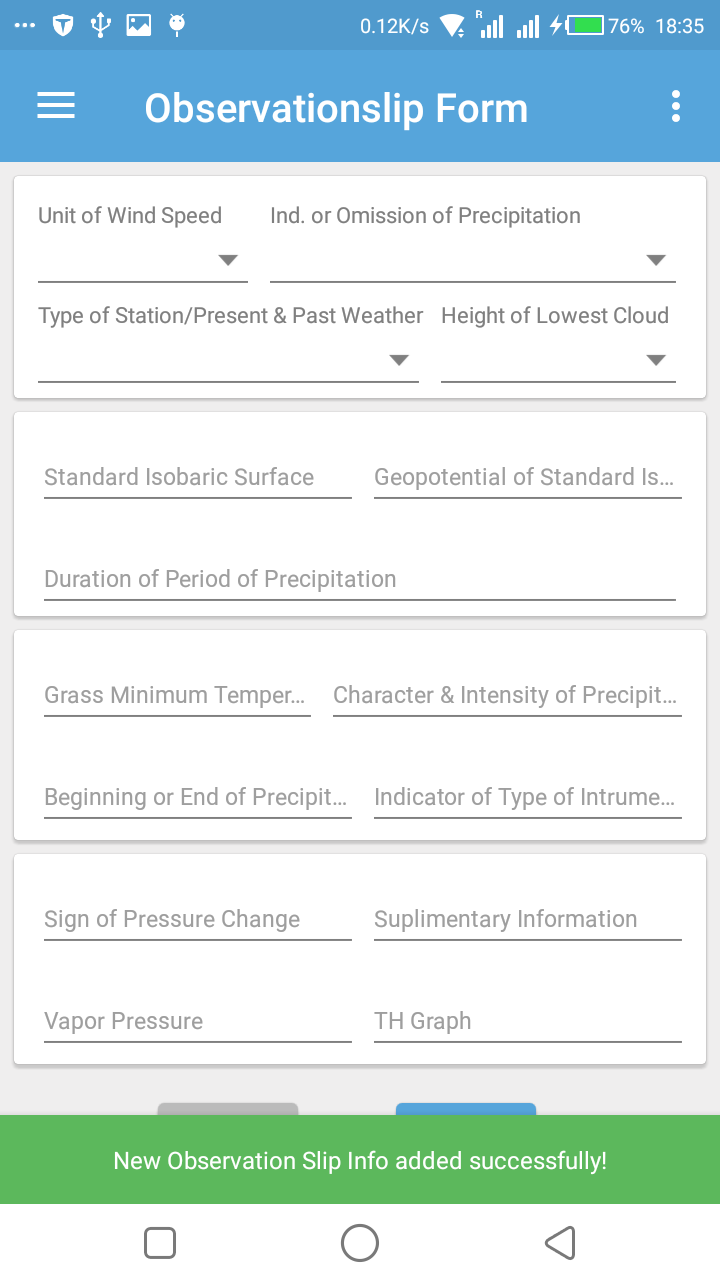 0.12K/s R 76% 18:35
Observationslip Form
Unit of Wind Speed Ind. or Omission of Precipitation
Type of Station/Present & Past Weather Height of Lowest Cloud
Standard Isobaric Surface Geopotential of Standard Is...
Duration of Period of Precipitation
Grass Minimum Temper... Character & Intensity of Precipit...
Beginning or End of Precipit... Indicator of Type of Intrume...
Sign of Pressure Change Suplimentary Information
Vapor Pressure TH Graph
New Observation Slip Info added successfully!